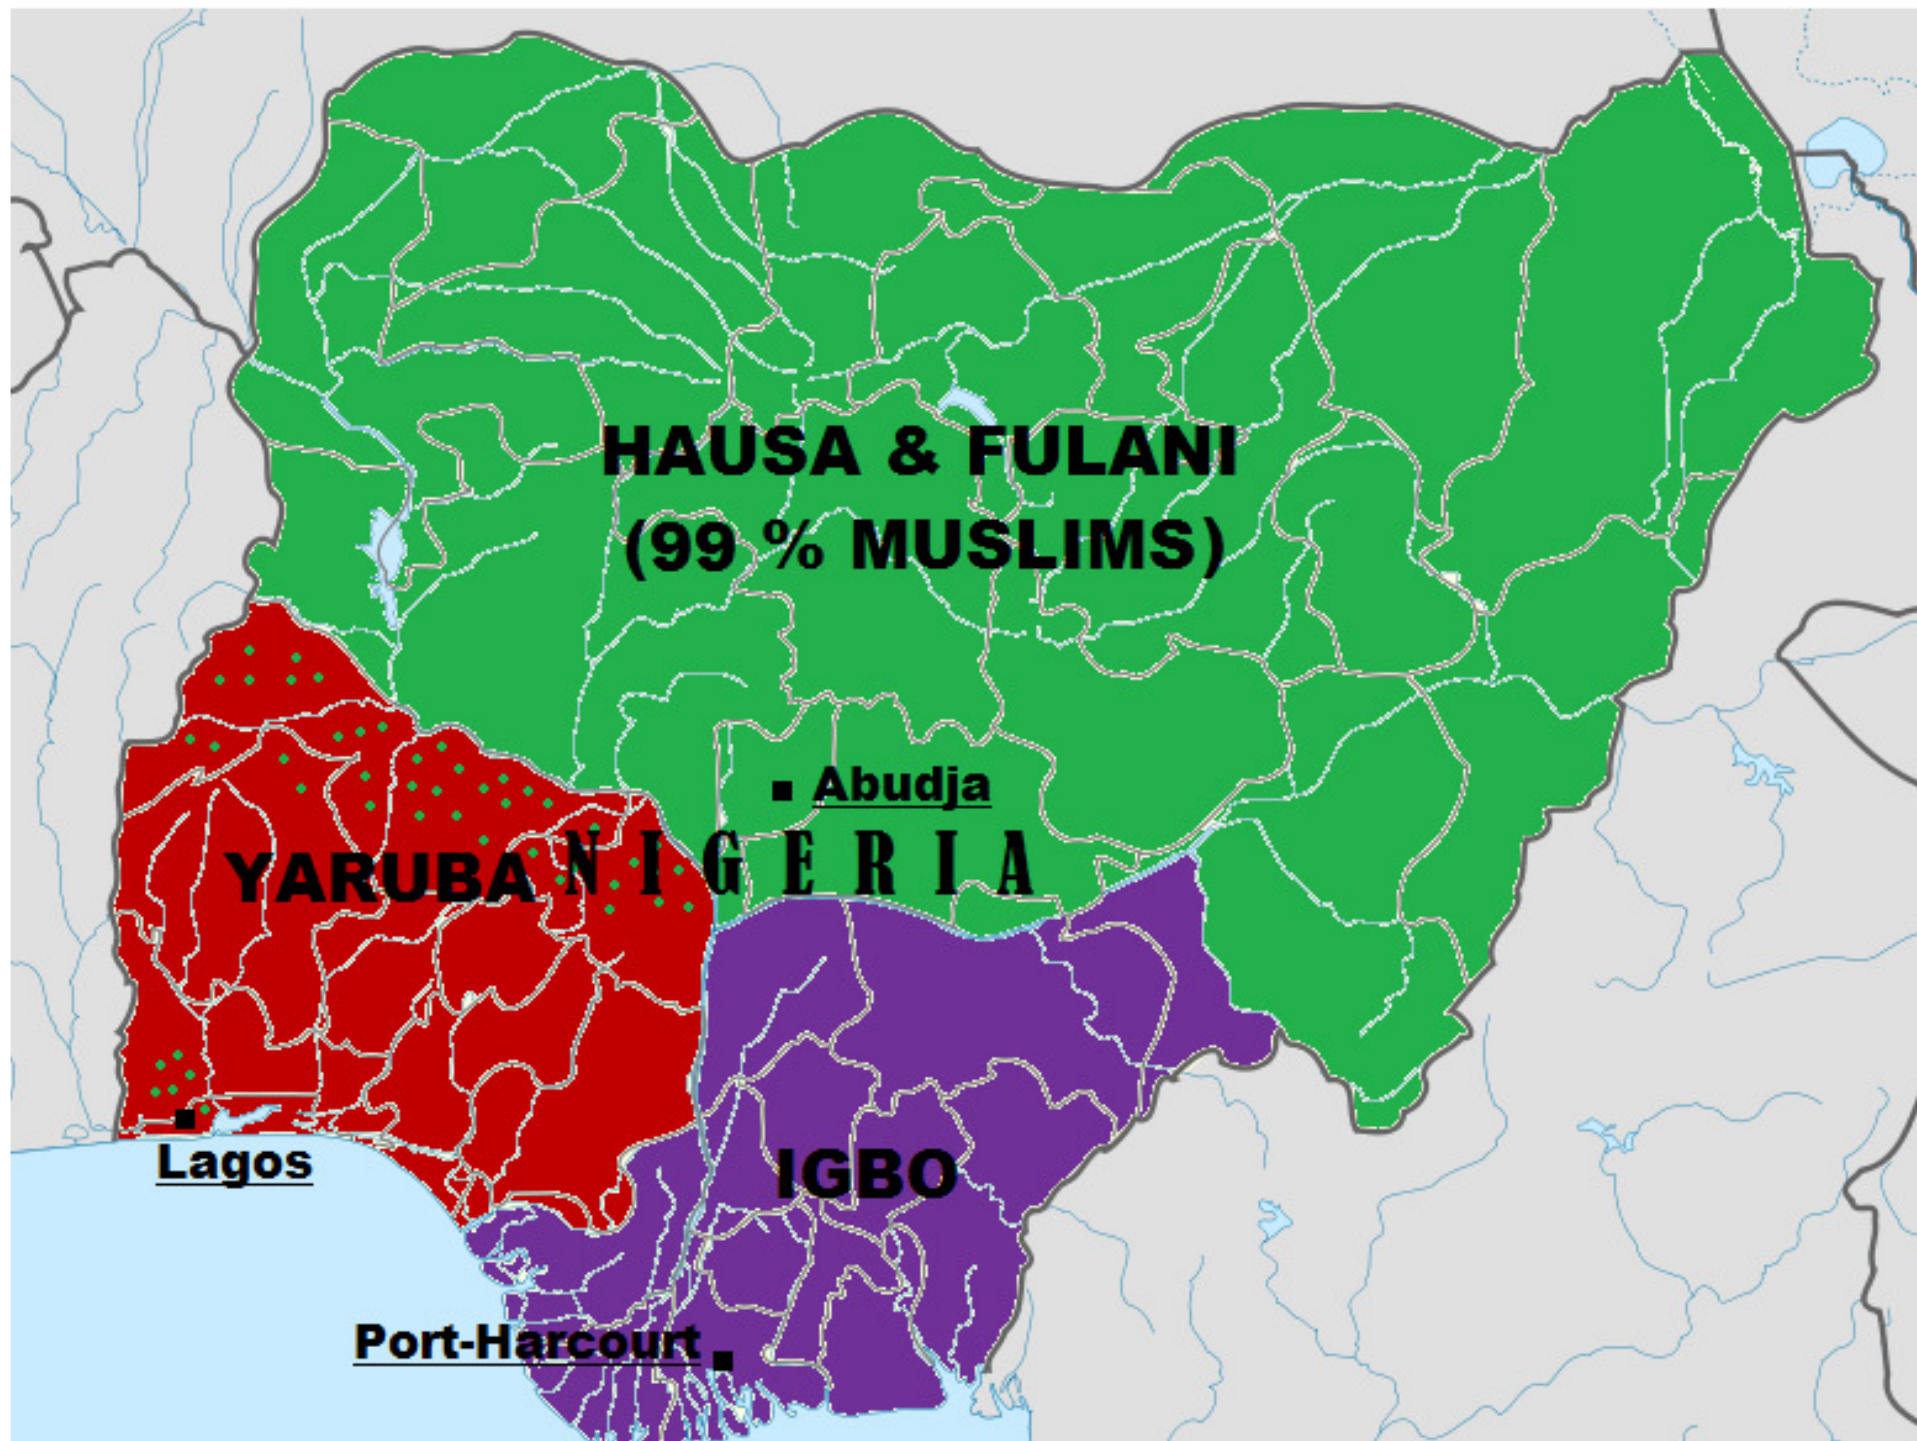 HAUSA & FULANI
(99 % MUSLIMS)
Abudja
YARUBA
NIGERIA
Lagos
IGBO
Port-Harcourt